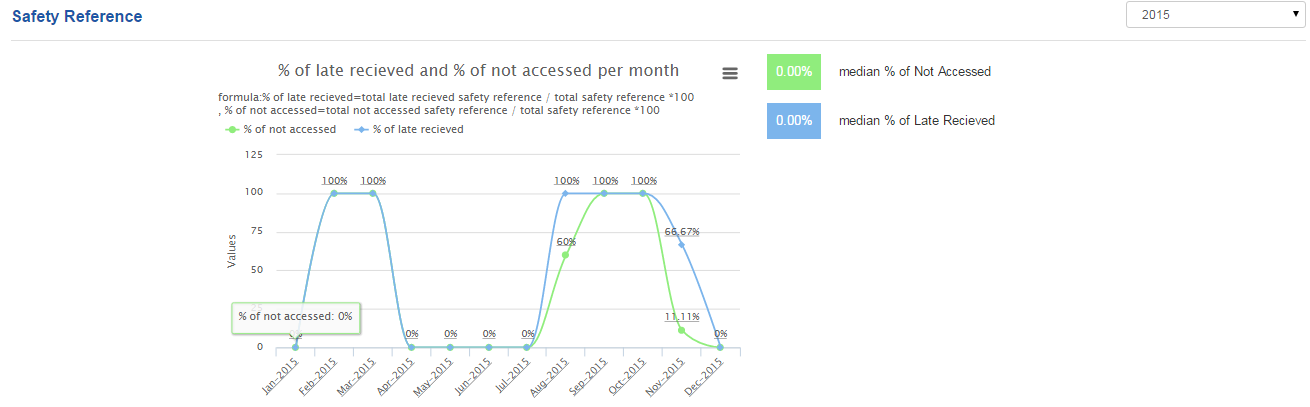 Safety Reference
2015
% of late recieved and % of not accessed per month
formula:% of late recieved=total late recieved safety reference / total safety reference *100
, % of not accessed=total not accessed safety reference / total safety reference *100
% of not accessed
% of late recieved
0.00%
median % of Not Accessed
0.00%
median % of Late Recieved
Values
125
100
75
50
25
0
100%
100%
100%
100%
100%
60%
66.67%
11.11%
% of not accessed: 0%
0%
0%
0%
0%
0%
0%
Jan-2015
Feb-2015
Mar-2015
Apr-2015
May-2015
Jun-2015
Jul-2015
Aug-2015
Sep-2015
Oct-2015
Nov-2015
Dec-2015